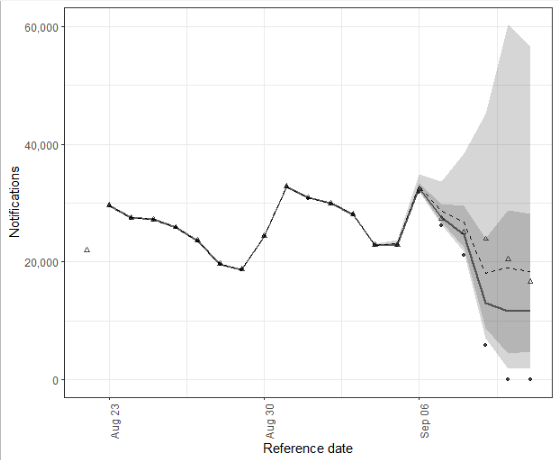 Notifications
60,000
40,000
20,000
0
Aug 23
Aug 30
Sep 06
Reference date